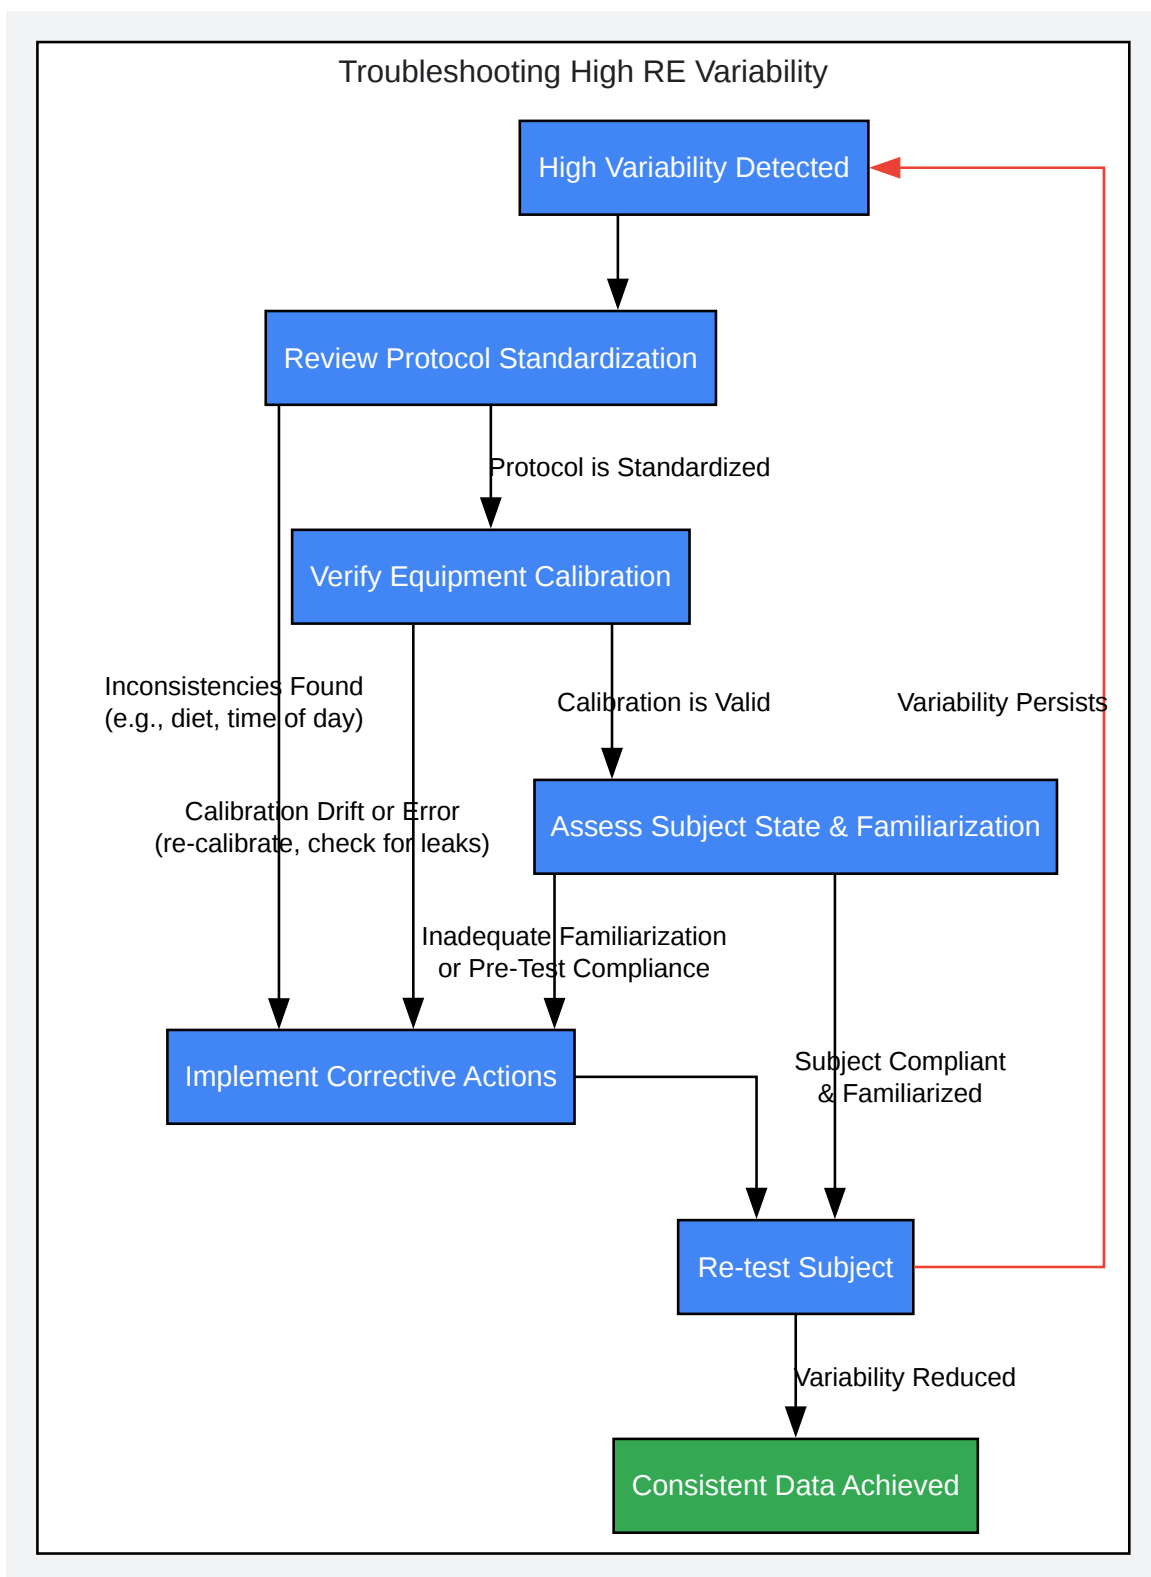 Troubleshooting High RE Variability
High Variability Detected
Review Protocol Standardization
Protocol is Standardized
Verify Equipment Calibration
Inconsistencies Found
(e.g., diet, time of day)
Calibration is Valid
Variability Persists
Calibration Drift or Error
(re-calibrate, check for leaks)
Assess Subject State & Familiarization
Inadequate Familiarization
or Pre-Test Compliance
Implement Corrective Actions
Subject Compliant
& Familiarized
Re-test Subject
Variability Reduced
Consistent Data Achieved